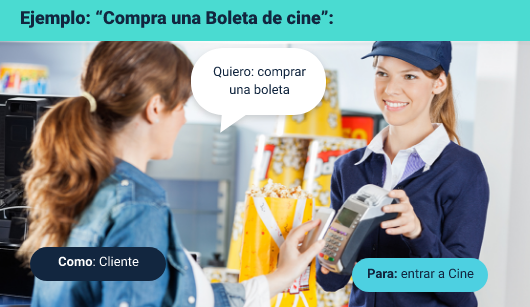 Ejemplo: “Compra una Boleta de cine”:
Quiero: comprar
una boleta
Como: Cliente
Para: entrar a Cine